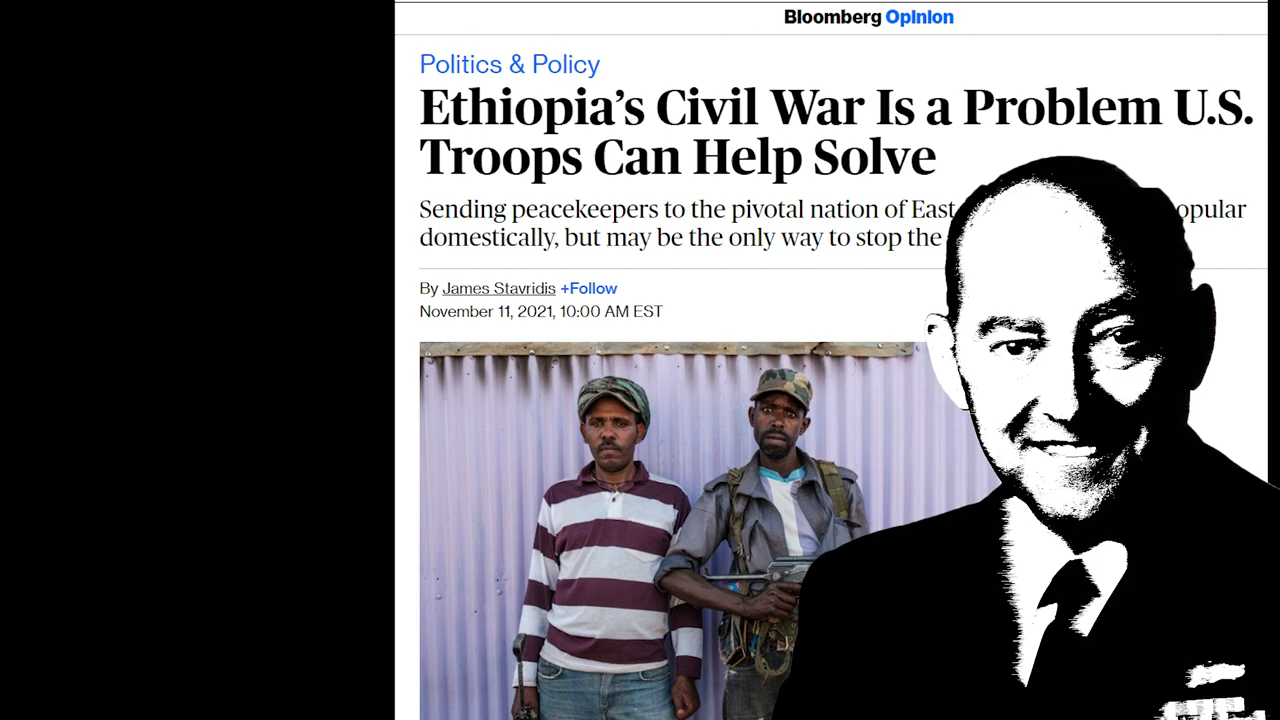 Bloomberg Opinion
Politics & Policy
Ethiopia’s Civil War Is a Problem U.S.
Troops Can Help Solve
Sending peacekeepers to the pivotal nation of East opular
domestically, but may be the only way to stop the
By James Stavridis +Follow
November 11, 2021, 10:00 AM EST